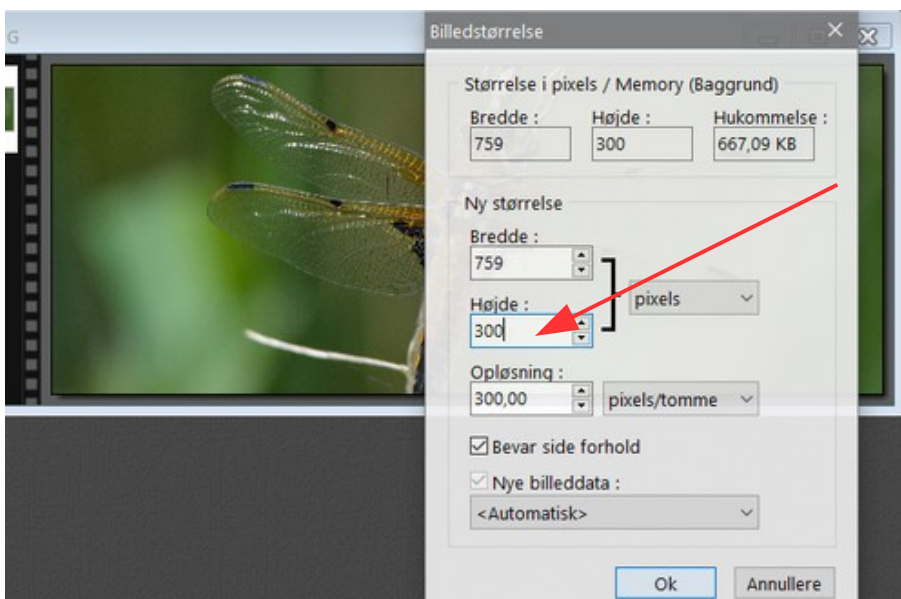 G
Billedstørrelse
Størrelse i pixels / Memory (Baggrund)
Bredde : Højde : Hukommelse :
759 300 667,09 KB
Ny størrelse
Bredde :
759
pixels
Højde :
300
Opløsning :
300,00 pixels/tomme
Bevar side forhold
Nye billeddata :
<Automatisk>
Ok Annullere